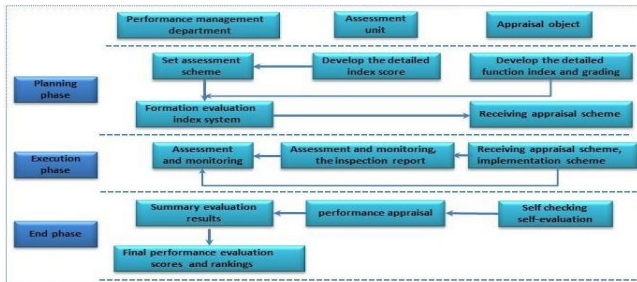 Performance management
department
Assessment
unit
Appraisal object
Planning
phase
Set assessment
scheme
Develop the detailed
index score
Develop the detailed
function index and grading
Formation evaluation
index system
Receiving appraisal scheme
Execution
phase
Assessment
and monitoring
Assessment and monitoring,
the inspection report
Receiving appraisal scheme,
implementation scheme
End phase
Summary evaluation
results
performance appraisal
Self checking
self-evaluation
Final performance evaluation
scores and rankings